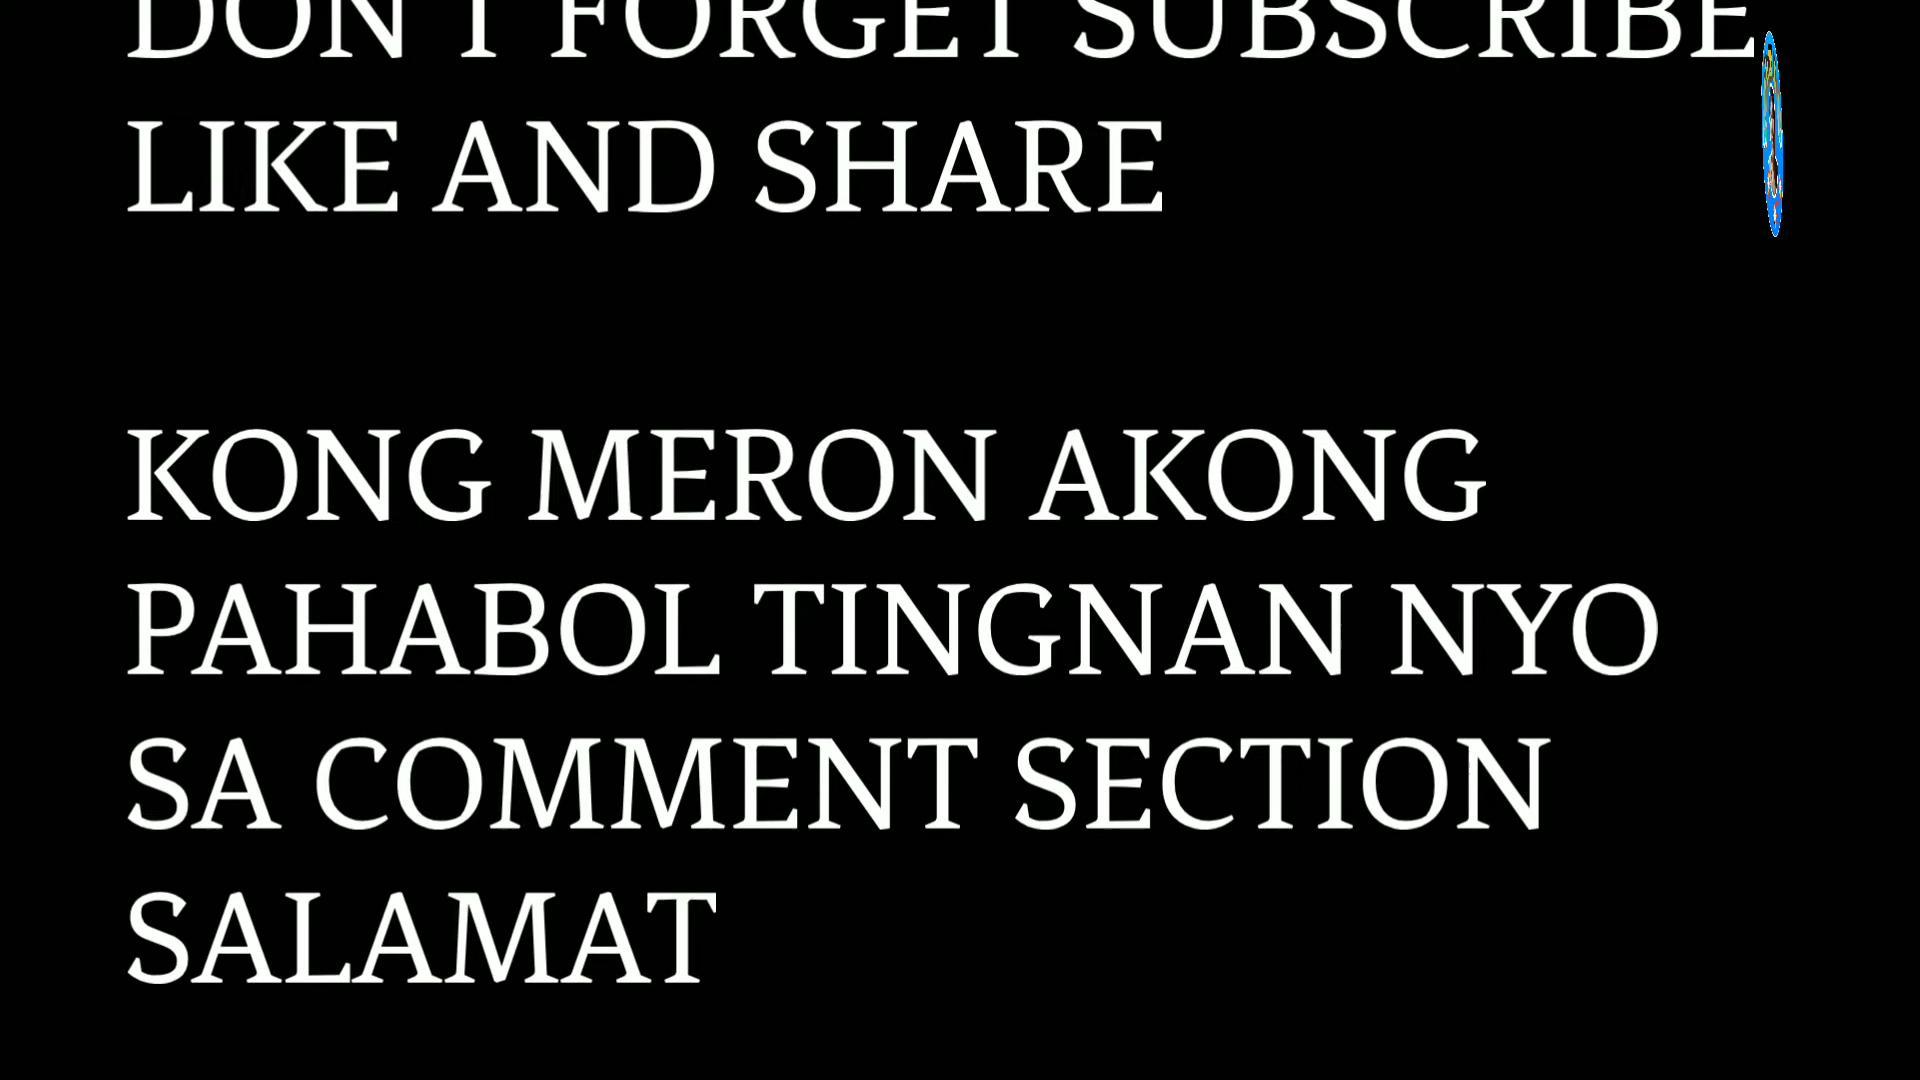 DON'T FORGET SUBSCRIBE
LIKE AND SHARE
KONG MERON AKONG
PAHABOL TINGNAN NYO
SA COMMENT SECTION
SALAMAT